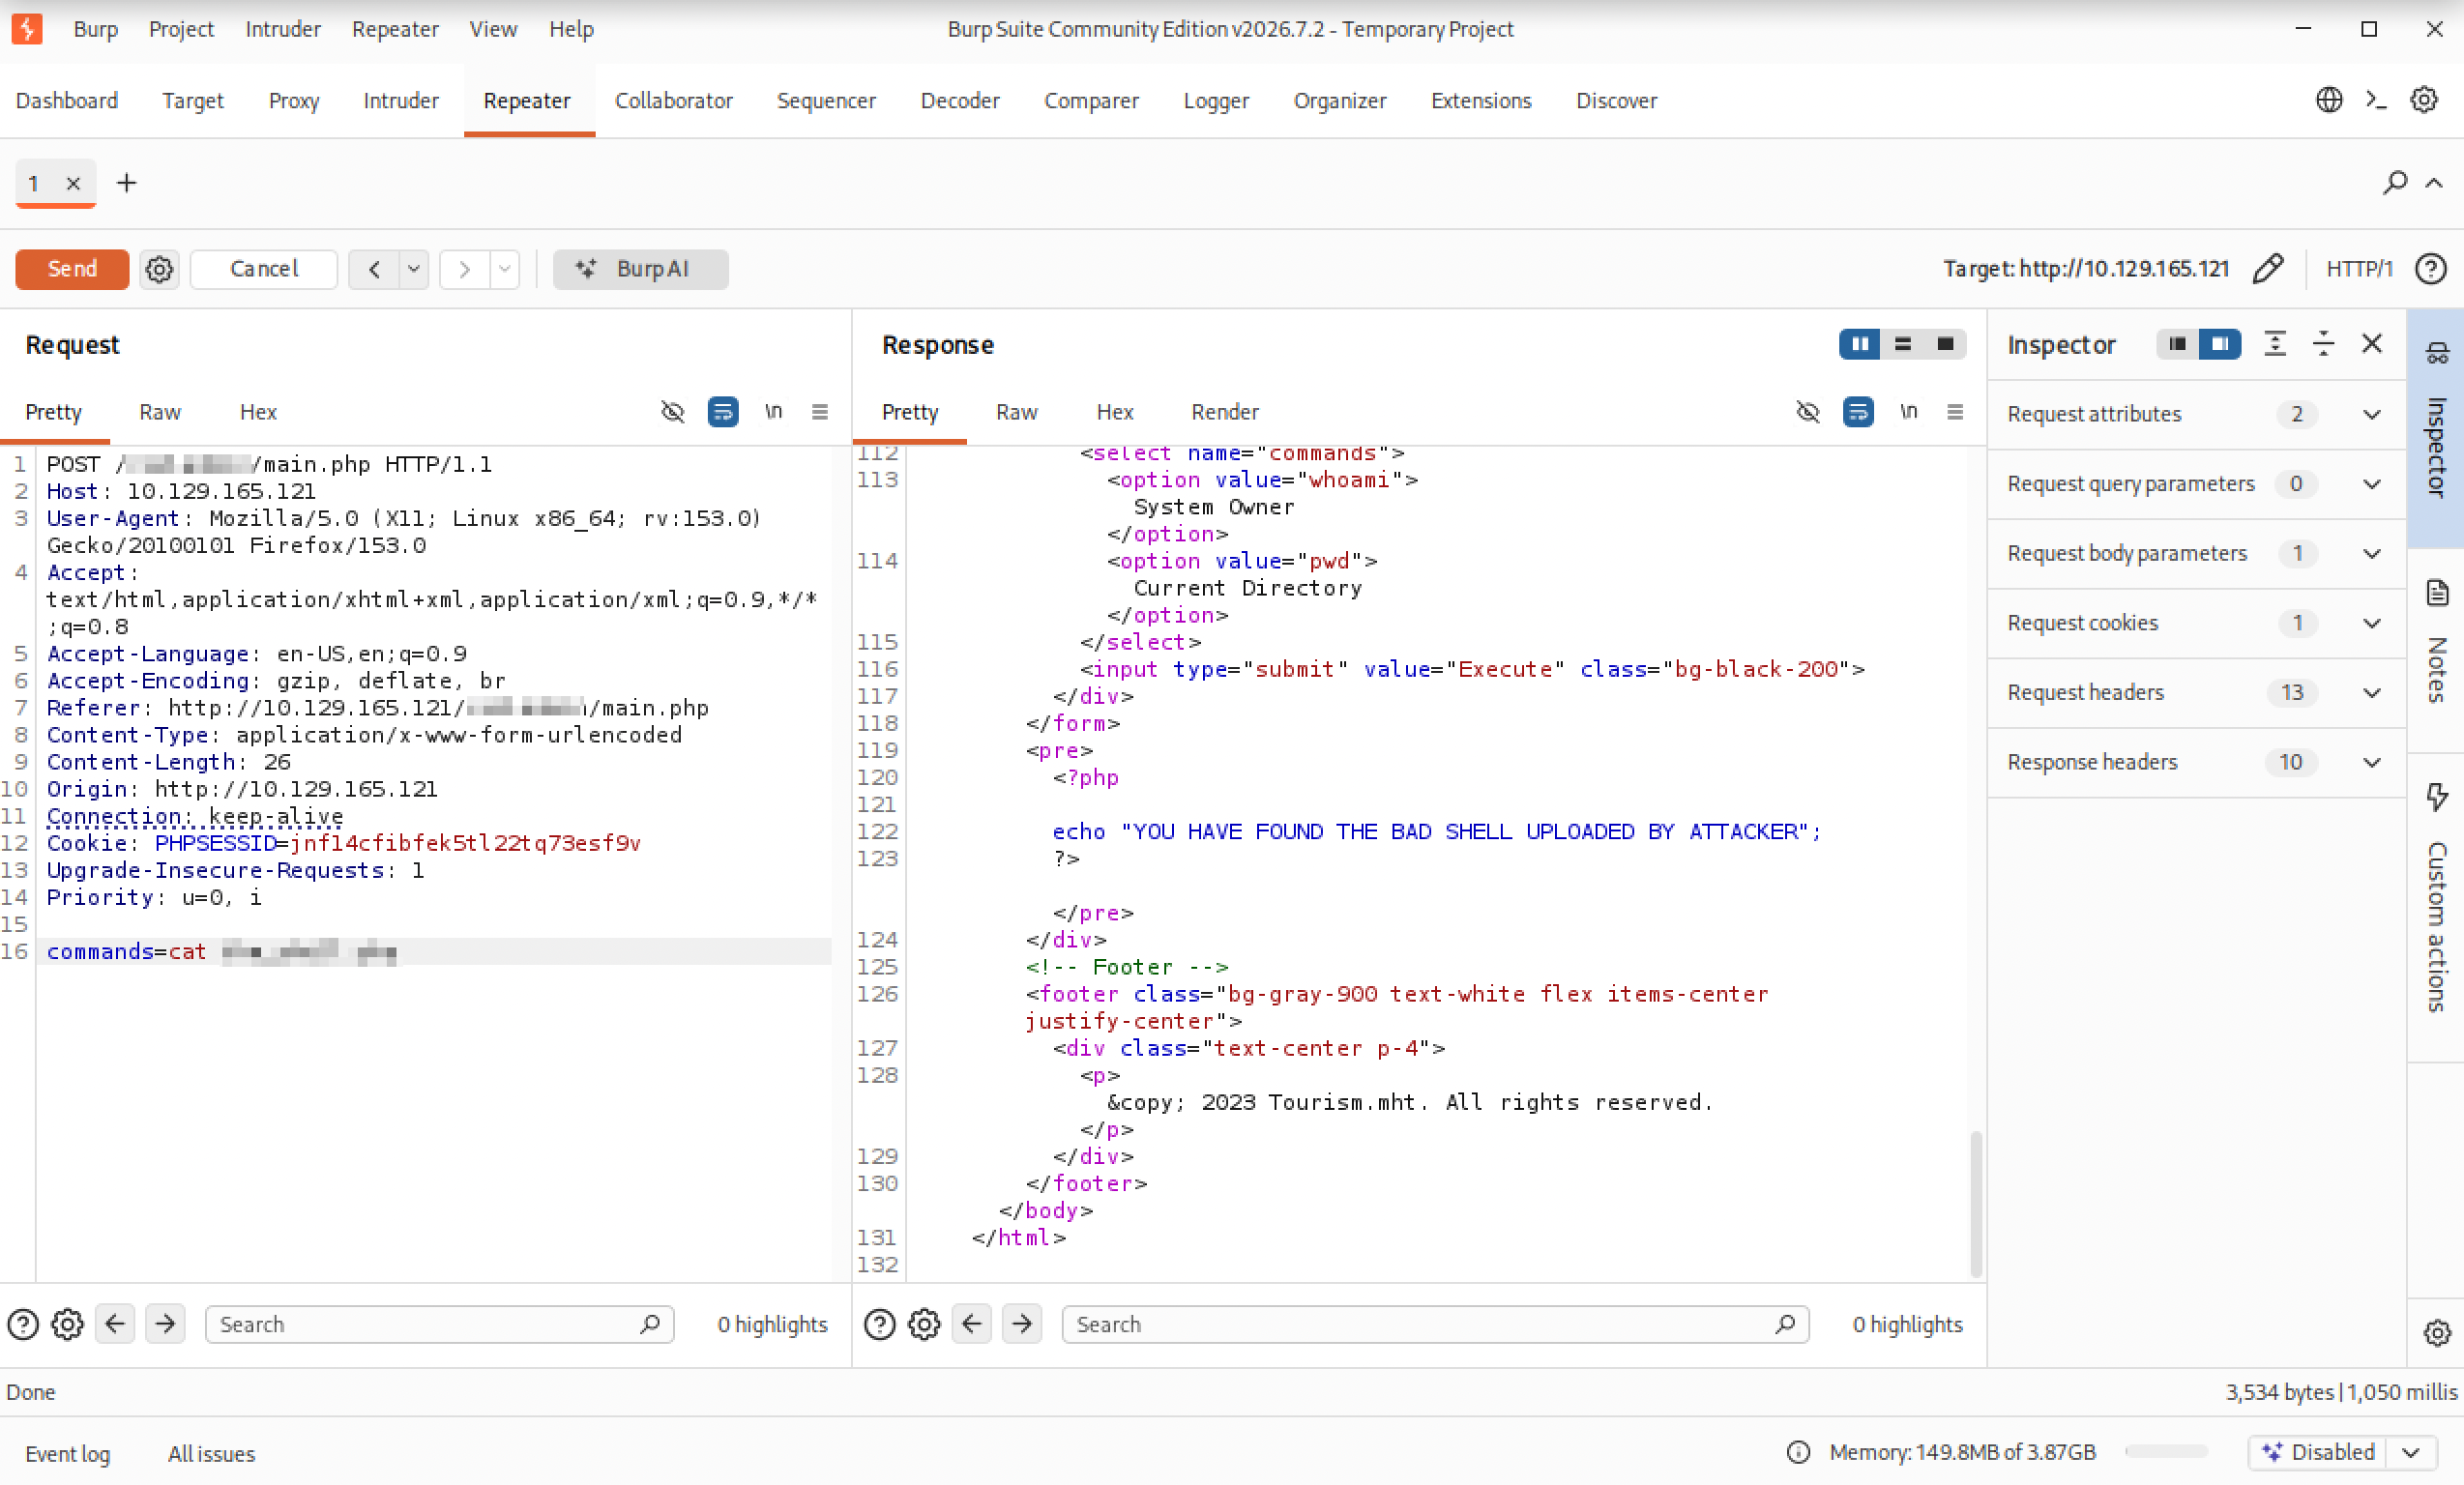 Burp Project Intruder Repeater View Help Burp Suite Community Edition v2026.7.2 - Temporary Project
Dashboard Target Proxy Intruder Repeater Collaborator Sequencer Decoder Comparer Logger Organizer Extensions Discover
1
Send Cancel Burp AI Target: http://10.129.165.121 HTTP/1
Request
Pretty Raw Hex \n
1 POST / /main.php HTTP/1.1
2 Host: 10.129.165.121
3 User-Agent: Mozilla/5.0 (X11; Linux x86_64; rv:153.0)
Gecko/20100101 Firefox/153.0
4 Accept:
text/html,application/xhtml+xml,application/xml;q=0.9,*/*
;q=0.8
5 Accept-Language: en-US,en;q=0.9
6 Accept-Encoding: gzip, deflate, br
7 Referer: http://10.129.165.121/ /main.php
8 Content-Type: application/x-www-form-urlencoded
9 Content-Length: 26
10 Origin: http://10.129.165.121
11 Connection: keep-alive
12 Cookie: PHPSESSID=jnf14cfibfek5tl22tq73esf9v
13 Upgrade-Insecure-Requests: 1
14 Priority: u=0, i
15
16 commands=cat
Search 0 highlights
Response
Pretty Raw Hex Render \n
112 <select name="commands">
113 <option value="whoami">
System Owner
</option>
114 <option value="pwd">
Current Directory
</option>
115 </select>
116 <input type="submit" value="Execute" class="bg-black-200">
117 </div>
118 </form>
119 <pre>
120 <?php
121
122 echo "YOU HAVE FOUND THE BAD SHELL UPLOADED BY ATTACKER";
123 ?>
</pre>
124 </div>
125 <!-- Footer -->
126 <footer class="bg-gray-900 text-white flex items-center
justify-center">
127 <div class="text-center p-4">
128 <p>
&copy; 2023 Tourism.mht. All rights reserved.
</p>
129 </div>
130 </footer>
</body>
131 </html>
132
Search 0 highlights
Inspector
Request attributes 2
Request query parameters 0
Request body parameters 1
Request cookies 1
Request headers 13
Response headers 10
Inspector
Notes
Custom actions
Done 3,534 bytes | 1,050 millis
Event log All issues Memory: 149.8MB of 3.87GB Disabled